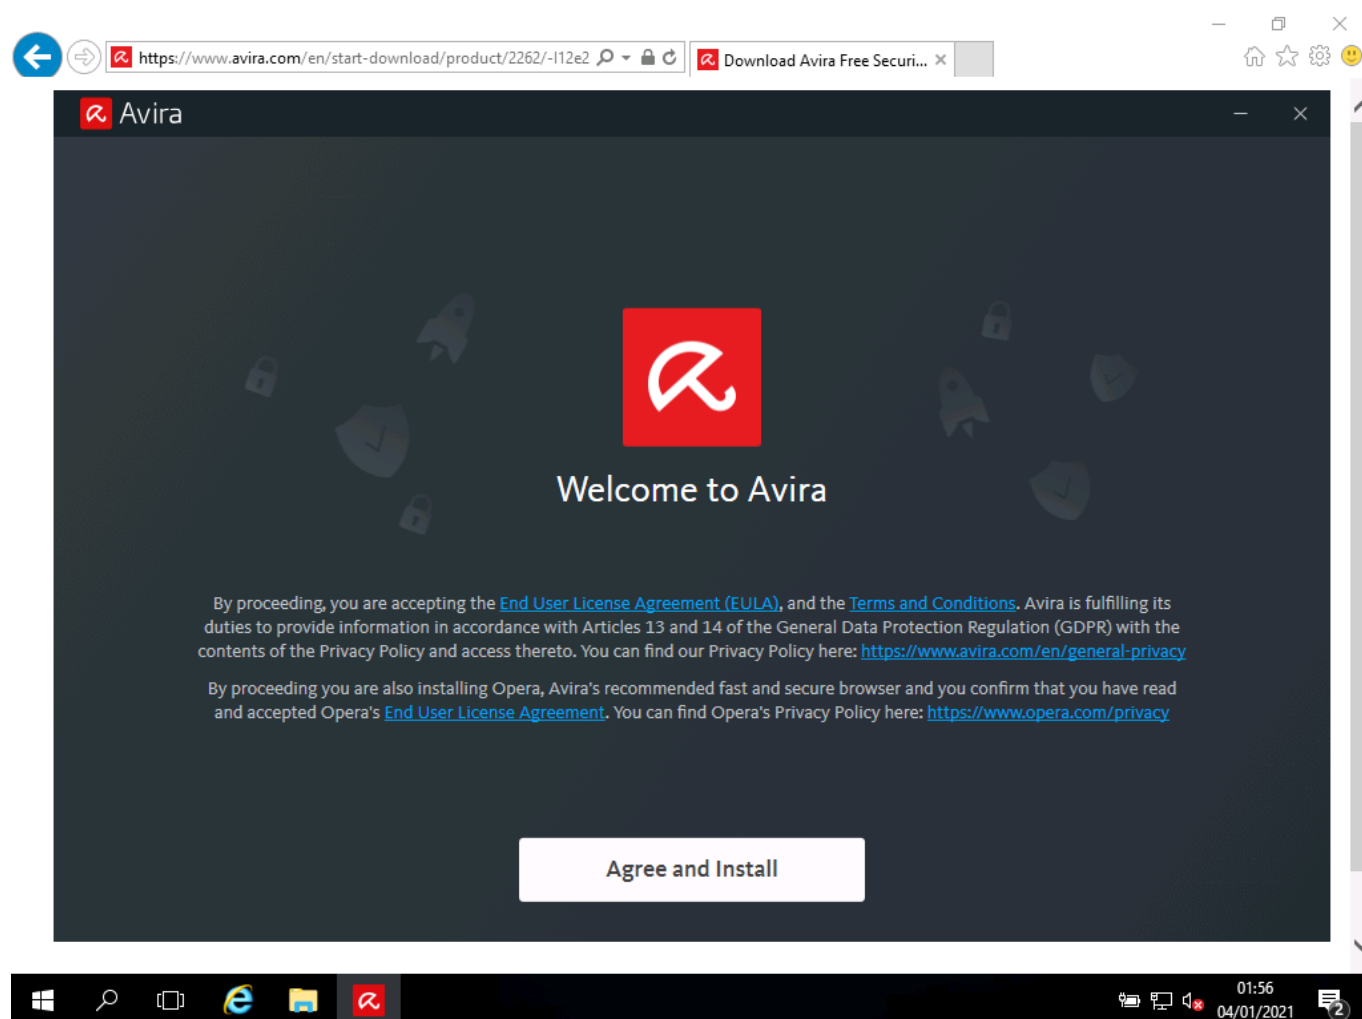 https://www.avira.com/en/start-download/product/2262/-I12e2
Download Avira Free Securi...
Avira
Welcome to Avira
By proceeding, you are accepting the End User License Agreement (EULA), and the Terms and Conditions. Avira is fulfilling its
duties to provide information in accordance with Articles 13 and 14 of the General Data Protection Regulation (GDPR) with the
contents of the Privacy Policy and access thereto. You can find our Privacy Policy here: https://www.avira.com/en/general-privacy
By proceeding you are also installing Opera, Avira's recommended fast and secure browser and you confirm that you have read
and accepted Opera's End User License Agreement. You can find Opera's Privacy Policy here: https://www.opera.com/privacy
Agree and Install
01:56
04/01/2021
2